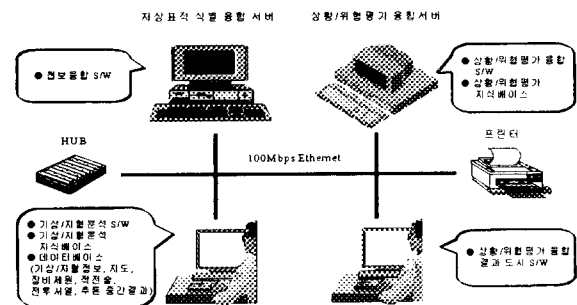 지상표적 식별 융합 서버
상황/위협평가 융합서버
● 정보융합 S/W
● 상황/위협평가 융합
S/W
● 상황/위협평가
지식베이스
HUB
프린터
100Mbps Ethernet
● 기상/지형분석 S/W
● 기상/지형분석
지식베이스
● 데이터베이스
(기상/지형정보, 지도,
장비제원, 작전술,
전투서열, 추론 중간결과)
● 상황/위협평가 융합
결과 도시 S/W